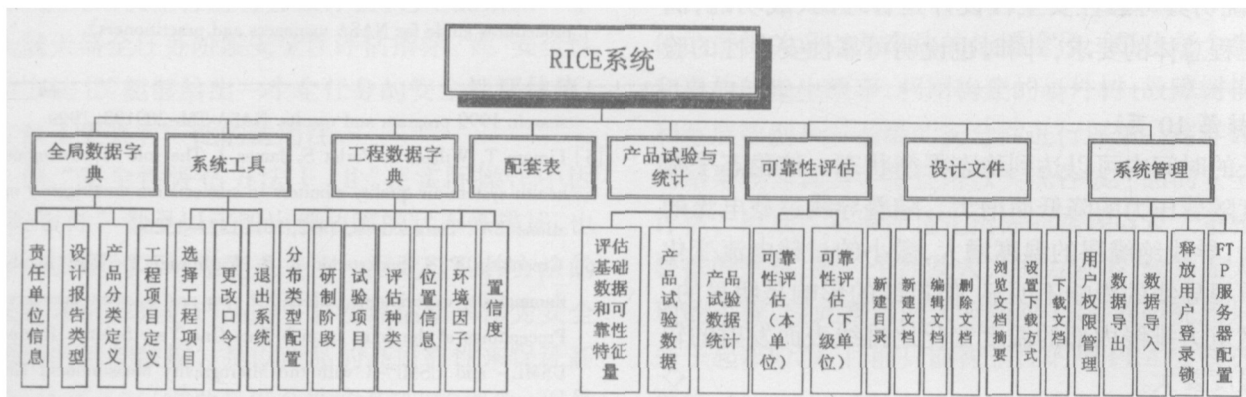 RICE系统
全局数据字
典
系统工具
工程数据字
典
配套表
产品试验与
统计
可靠性评估
设计文件
系统管理
责任单位信息
设计报告类型
产品分类定义
工程项目定义
选择工程项目
更改口令
退出系统
分布类型配置
研制阶段
试验项目
评估种类
位置信息
环境因子
置信度
评估基础数据和可靠性特征量
产品试验数据
产品试验数据统计
可靠性评估（本单位）
可靠性评估（下级单位）
新建目录
新建文档
编辑文档
删除文档
浏览文档摘要
设置下载方式
下载文档
用户权限管理
数据导出
数据导入
释放用户登录锁
FTP服务器配置